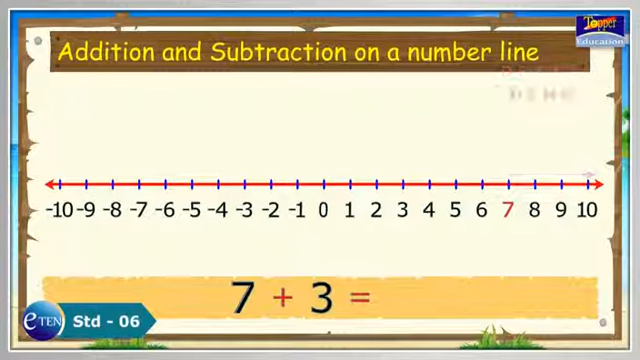 Topper
Education
Addition and Subtraction on a number line
-10 -9 -8 -7 -6 -5 -4 -3 -2 -1 0 1 2 3 4 5 6 7 8 9 10
7 + 3 =
eTEN
Std - 06